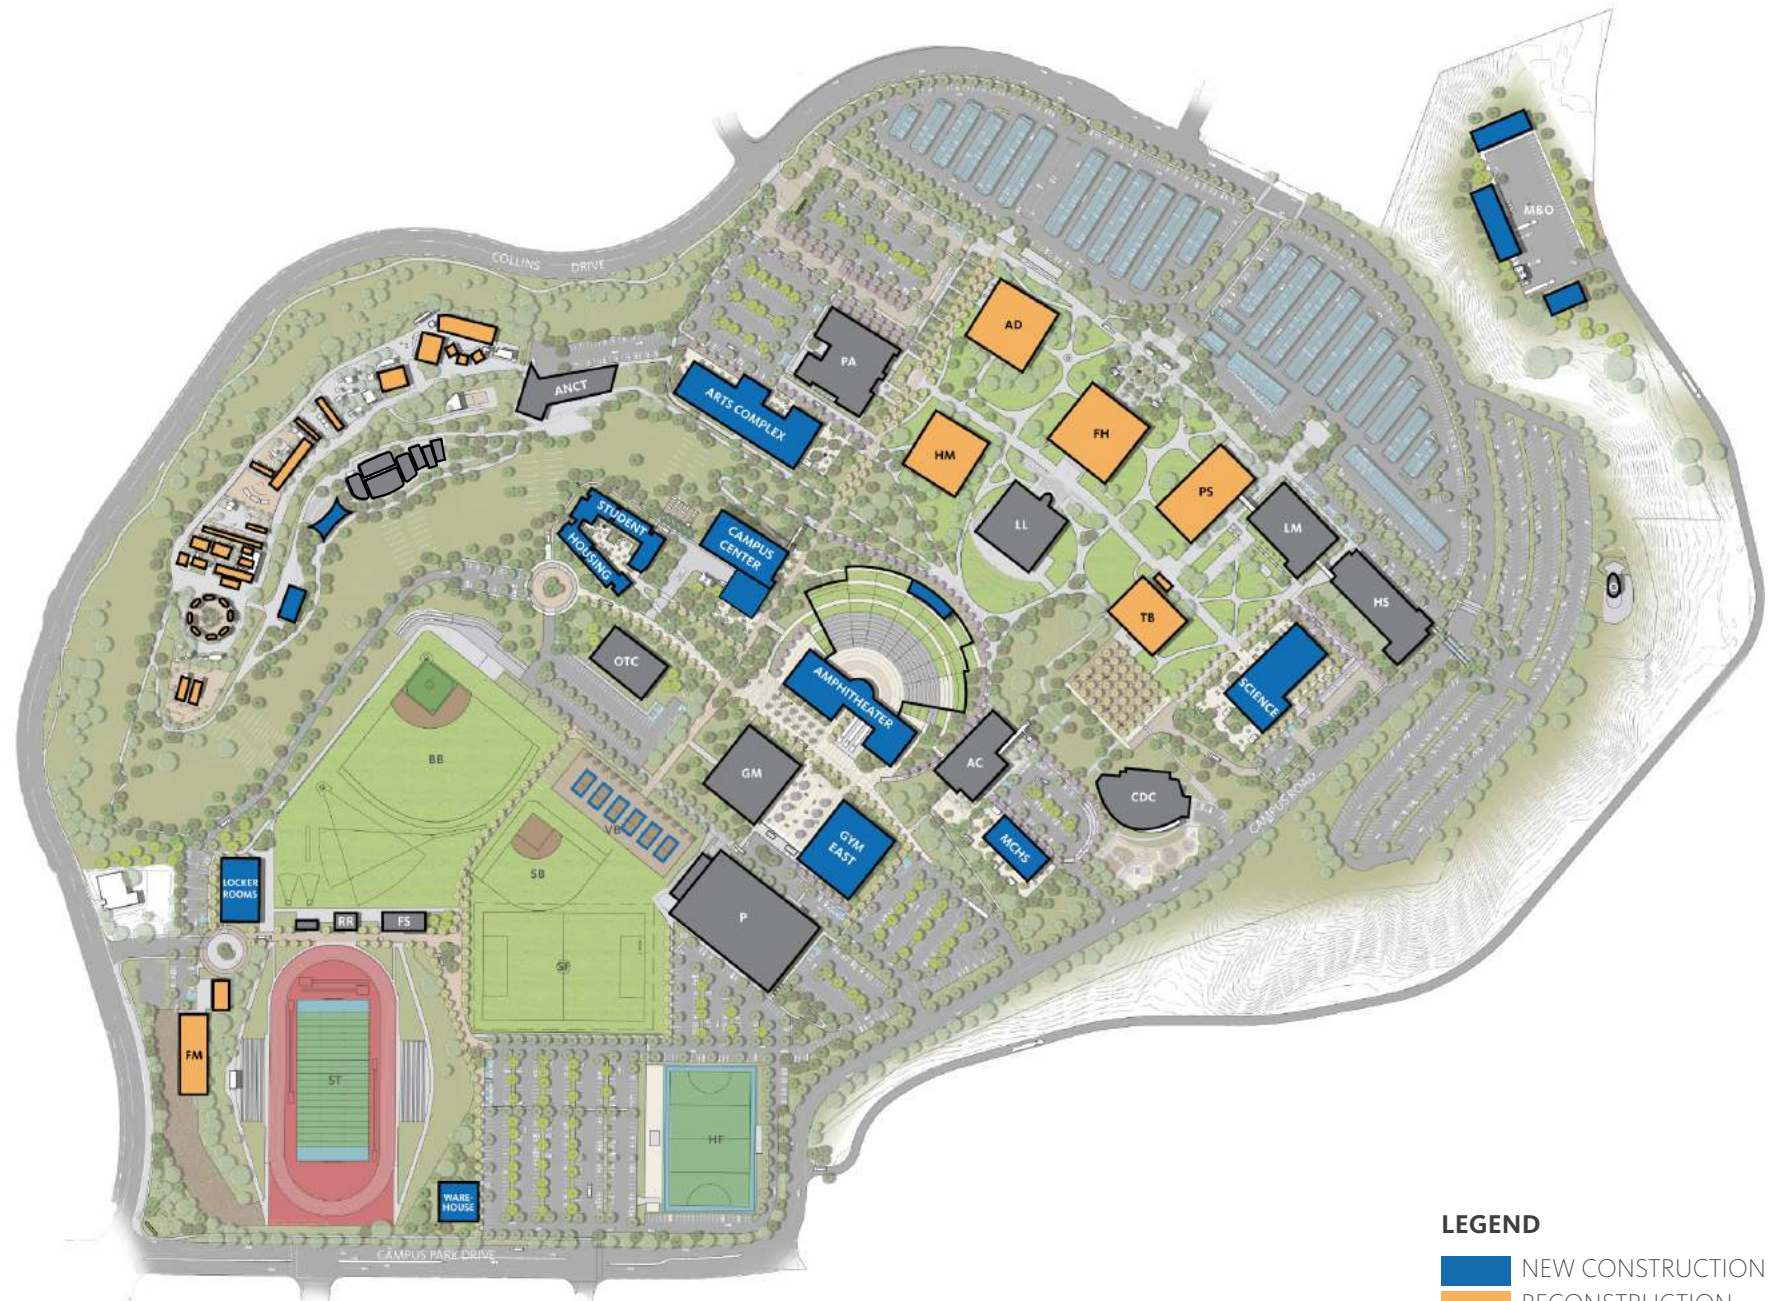 M&O
COLLINS DRIVE
AD
PA
ANCT
ARTS COMPLEX
FH
HM
PS
LL
LM
STUDENT
HOUSING
CAMPUS
CENTER
HS
TB
OTC
AMPHITHEATER
SCIENCE
BB
GM
AC
CDC
CAMPUS ROAD
VB
GYM
EAST
MCHS
SB
LOCKER
ROOMS
RR
FS
P
SF
FM
ST
HF
WARE-
HOUSE
CAMPUS PARK DRIVE
LEGEND
NEW CONSTRUCTION
RECONSTRUCTION